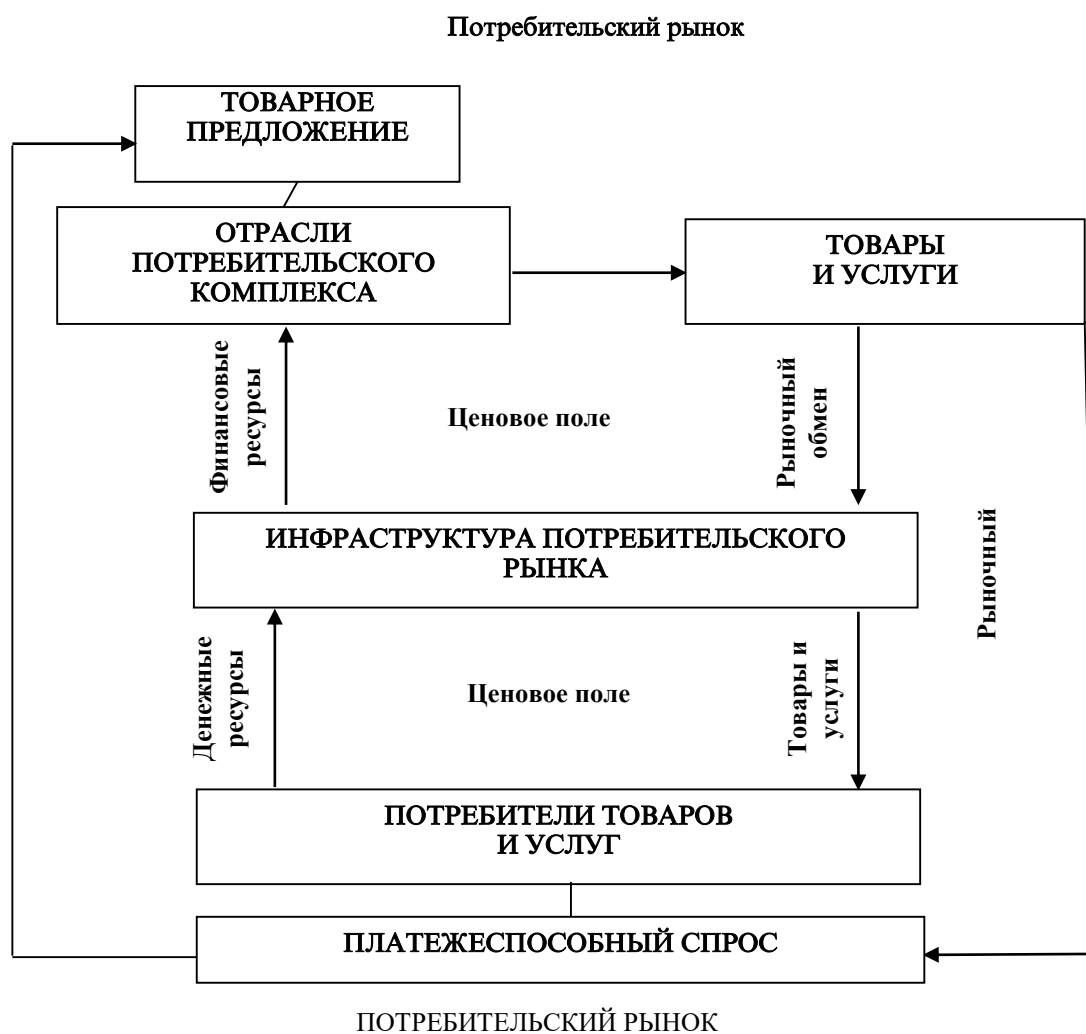 Потребительский рынок
ТОВАРНОЕ
ПРЕДЛОЖЕНИЕ
ОТРАСЛИ
ПОТРЕБИТЕЛЬСКОГО
КОМПЛЕКСА
ТОВАРЫ
И УСЛУГИ
Финансовые
ресурсы
Ценовое поле
Рыночный
обмен
ИНФРАСТРУКТУРА ПОТРЕБИТЕЛЬСКОГО
РЫНКА
Рыночный
Денежные
ресурсы
Ценовое поле
Товары и
услуги
ПОТРЕБИТЕЛИ ТОВАРОВ
И УСЛУГ
ПЛАТЕЖЕСПОСОБНЫЙ СПРОС
ПОТРЕБИТЕЛЬСКИЙ РЫНОК